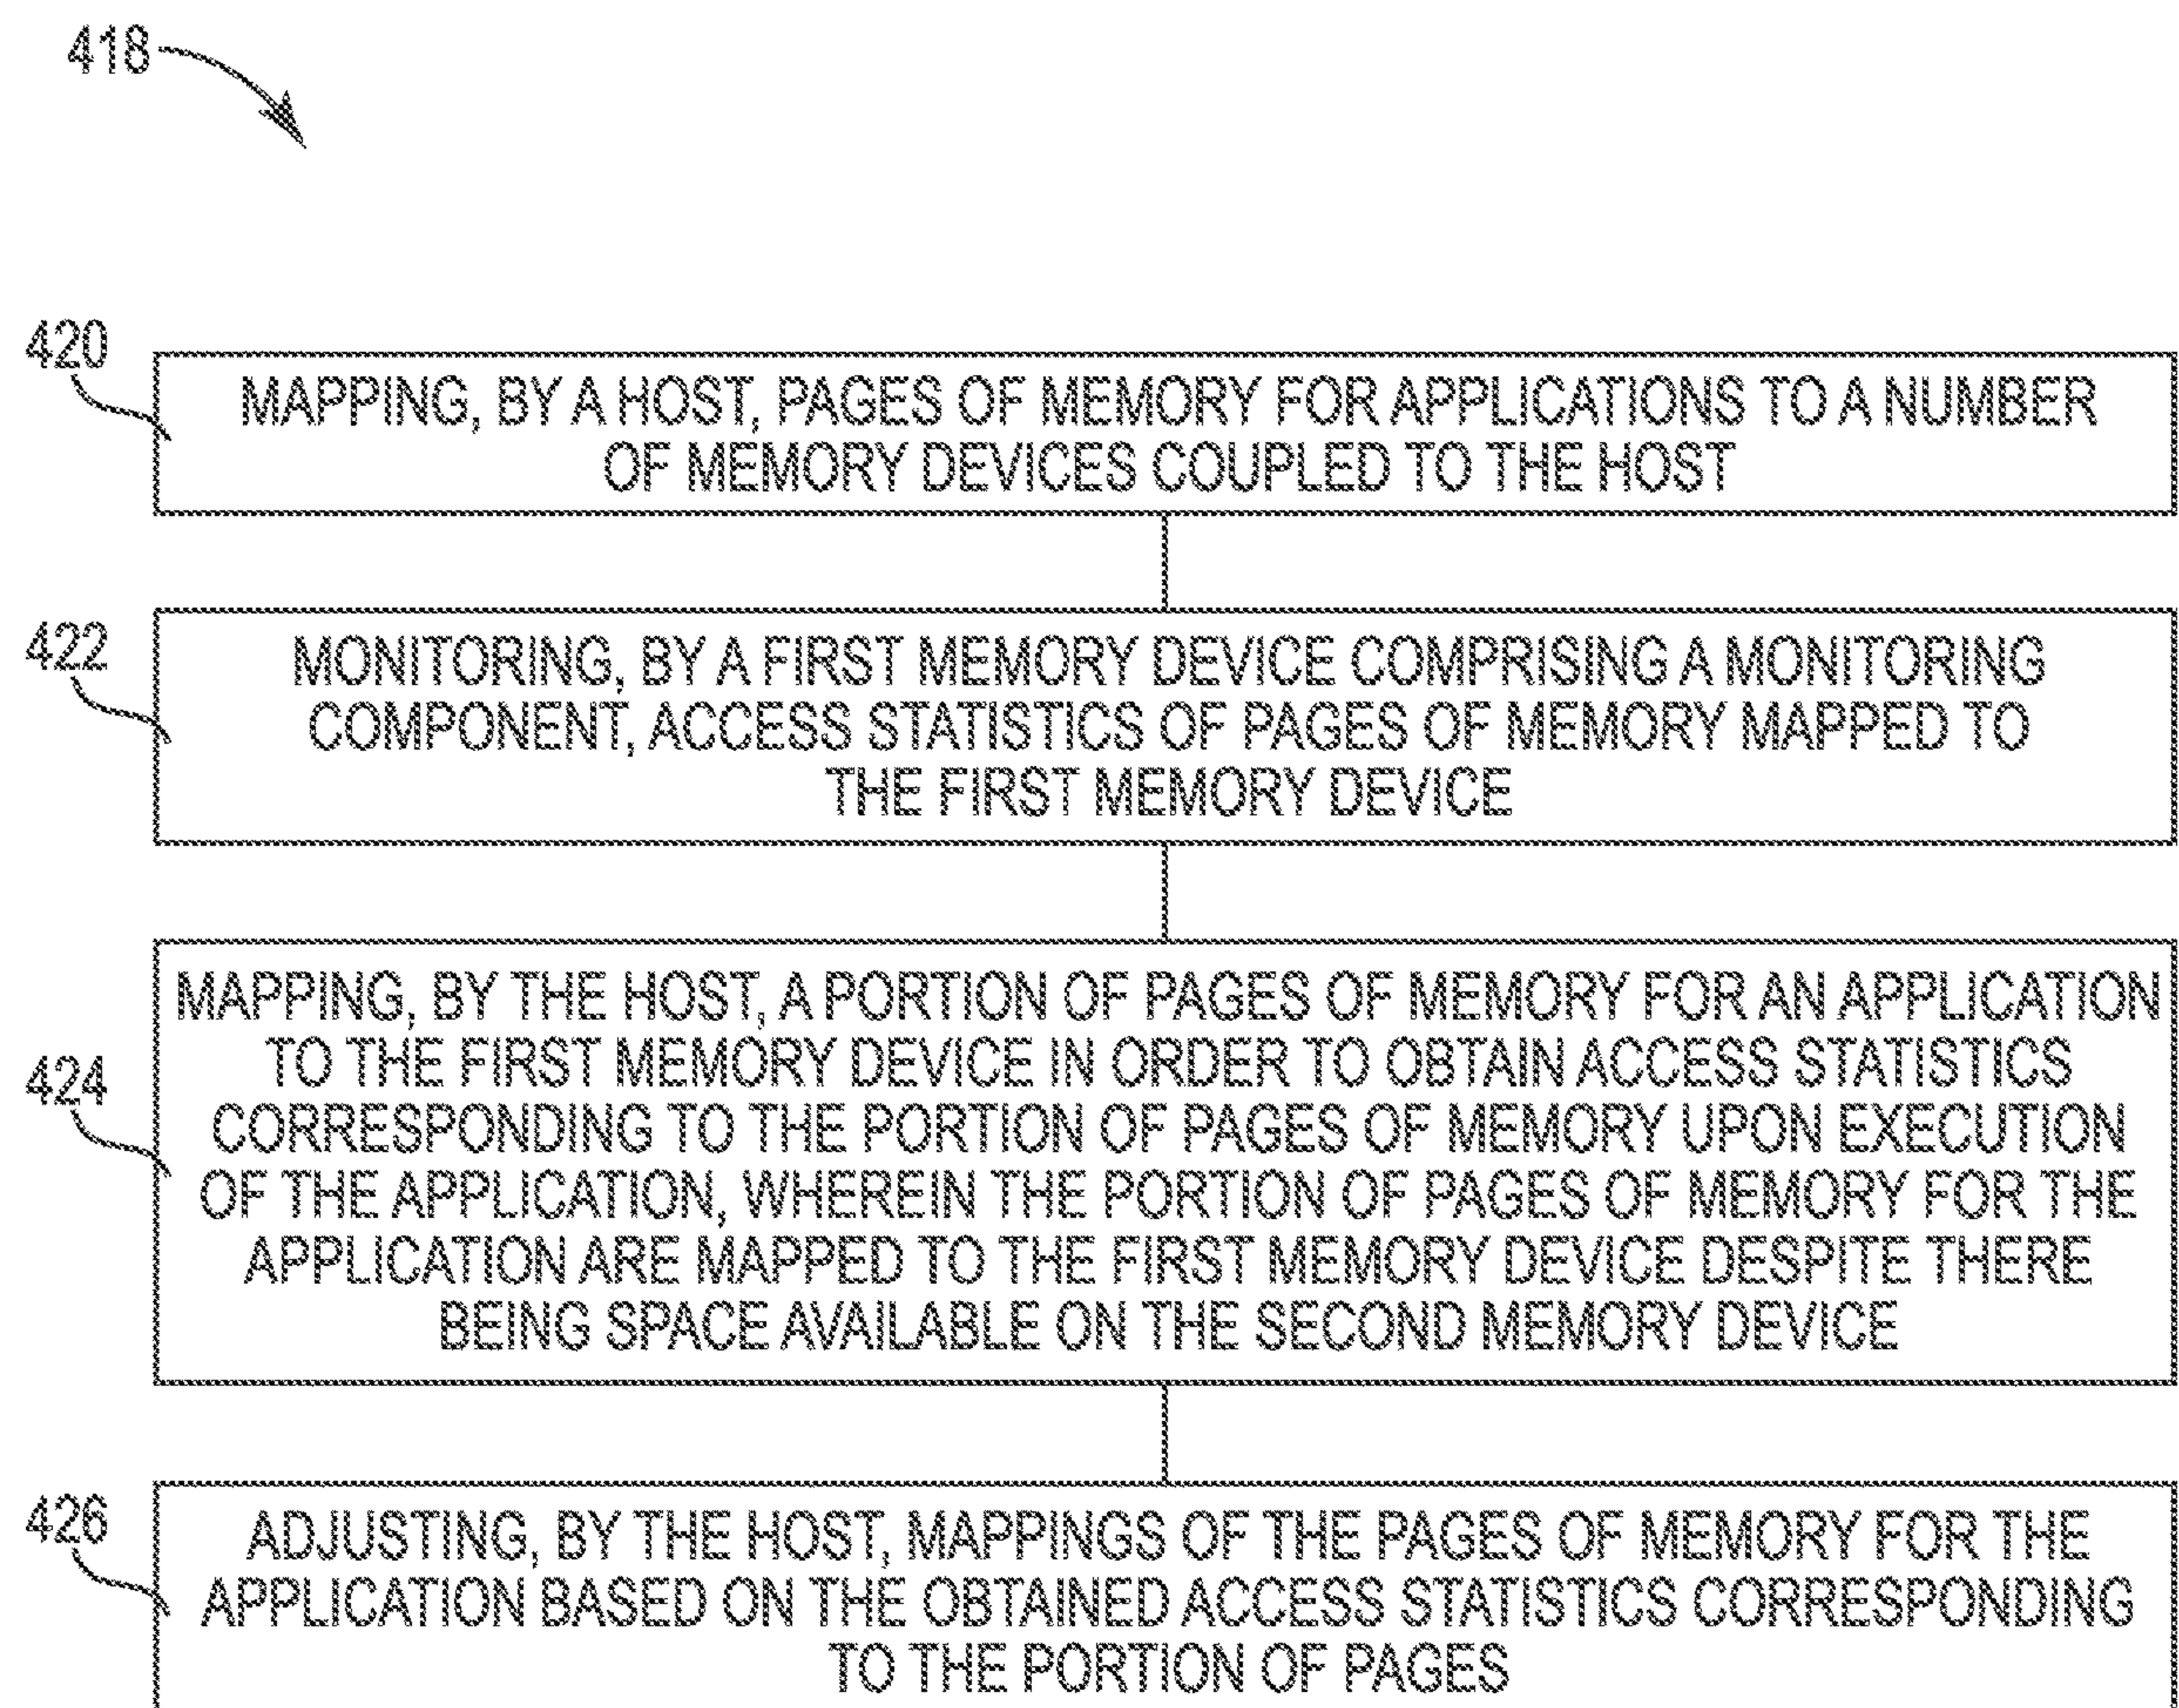 418
420
MAPPING, BY A HOST, PAGES OF MEMORY FOR APPLICATIONS TO A NUMBER
OF MEMORY DEVICES COUPLED TO THE HOST
422
MONITORING, BY A FIRST MEMORY DEVICE COMPRISING A MONITORING
COMPONENT, ACCESS STATISTICS OF PAGES OF MEMORY MAPPED TO
THE FIRST MEMORY DEVICE
424
MAPPING, BY THE HOST, A PORTION OF PAGES OF MEMORY FOR AN APPLICATION
TO THE FIRST MEMORY DEVICE IN ORDER TO OBTAIN ACCESS STATISTICS
CORRESPONDING TO THE PORTION OF PAGES OF MEMORY UPON EXECUTION
OF THE APPLICATION, WHEREIN THE PORTION OF PAGES OF MEMORY FOR THE
APPLICATION ARE MAPPED TO THE FIRST MEMORY DEVICE DESPITE THERE
BEING SPACE AVAILABLE ON THE SECOND MEMORY DEVICE
426
ADJUSTING, BY THE HOST, MAPPINGS OF THE PAGES OF MEMORY FOR THE
APPLICATION BASED ON THE OBTAINED ACCESS STATISTICS CORRESPONDING
TO THE PORTION OF PAGES